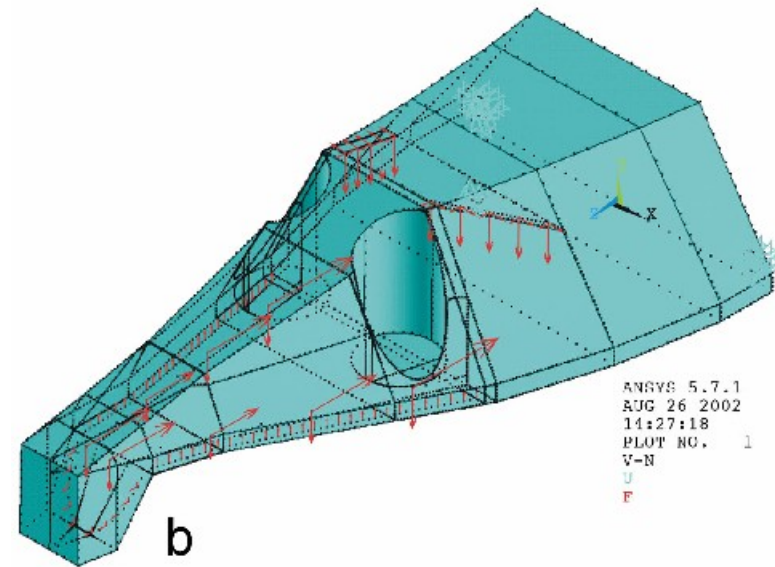 X
Z
ANSYS 5.7.1
AUG 26 2002
14:27:18
PLOT NO. 1
V-N
U
F
b